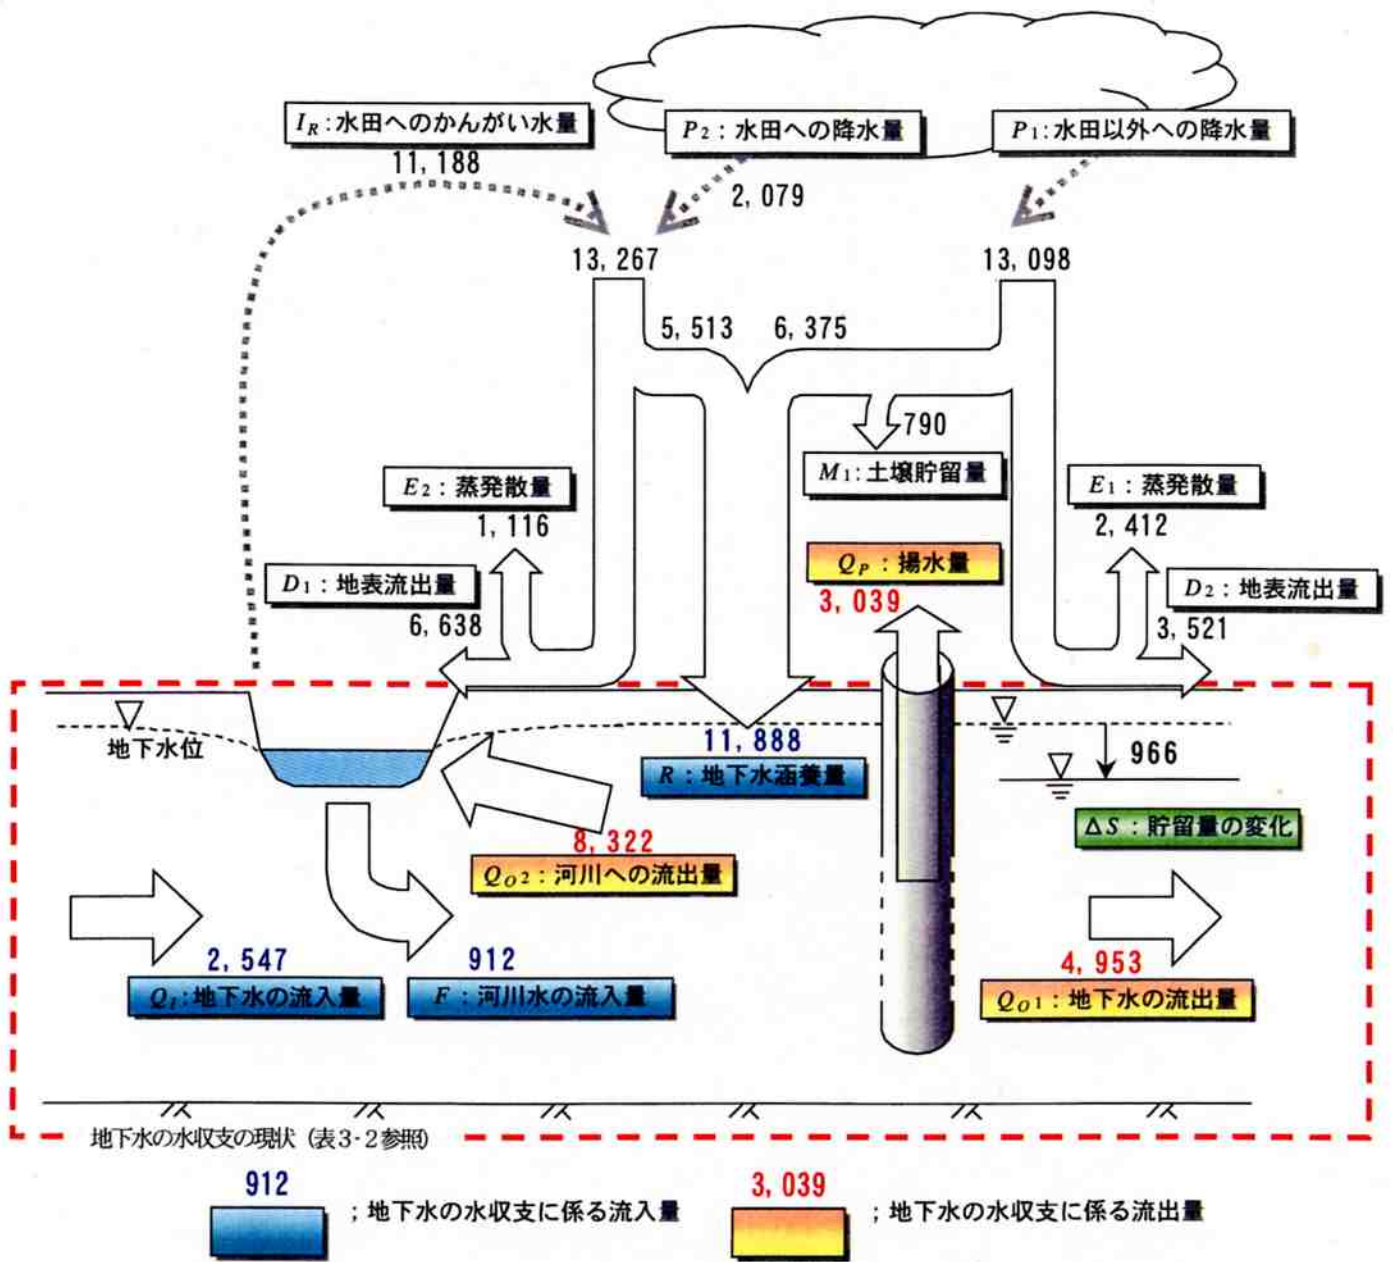 IR:水田へのかんがい水量
P2:水田への降水量
P1:水田以外への降水量
11,188
2,079
13,267
13,098
5,513
6,375
790
M1:土壌貯留量
E2:蒸発散量
1,116
E1:蒸発散量
2,412
QP:揚水量
3,039
D1:地表流出量
6,638
D2:地表流出量
3,521
地下水位
11,888
R:地下水涵養量
966
ΔS:貯留量の変化
8,322
QO2:河川への流出量
2,547
QI:地下水の流入量
912
F:河川水の流入量
4,953
QO1:地下水の流出量
地下水の水収支の現状 (表3-2参照)
912
;地下水の水収支に係る流入量
3,039
;地下水の水収支に係る流出量